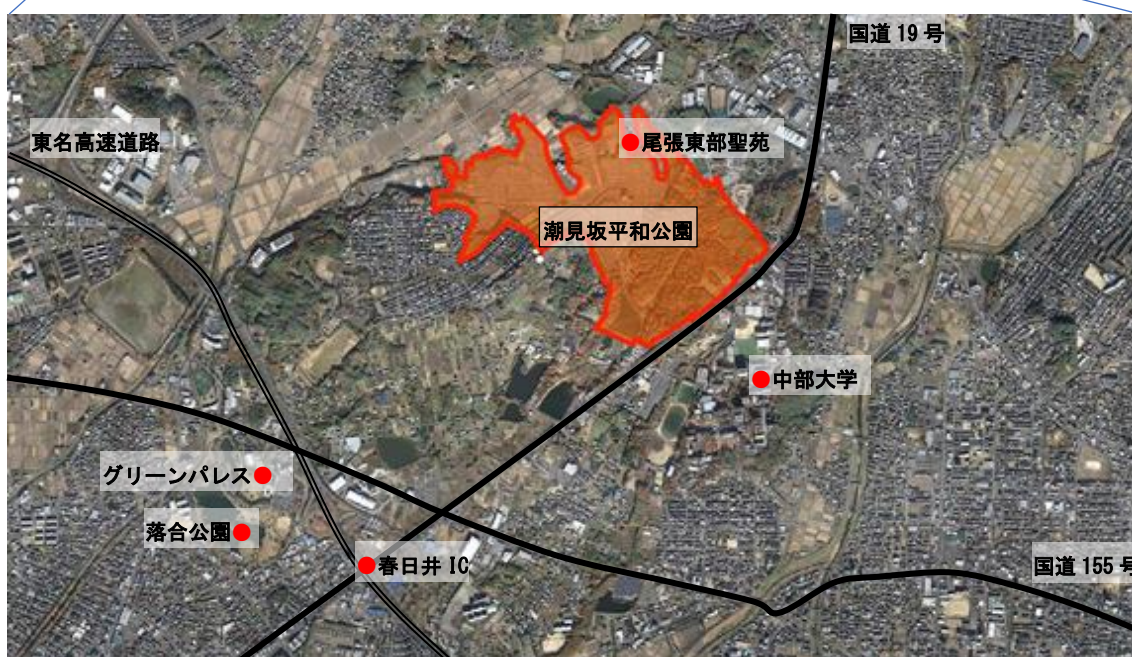 国道 19 号
東名高速道路
尾張東部聖苑
潮見坂平和公園
中部大学
グリーンパレス
落合公園
春日井 IC
国道 155 号